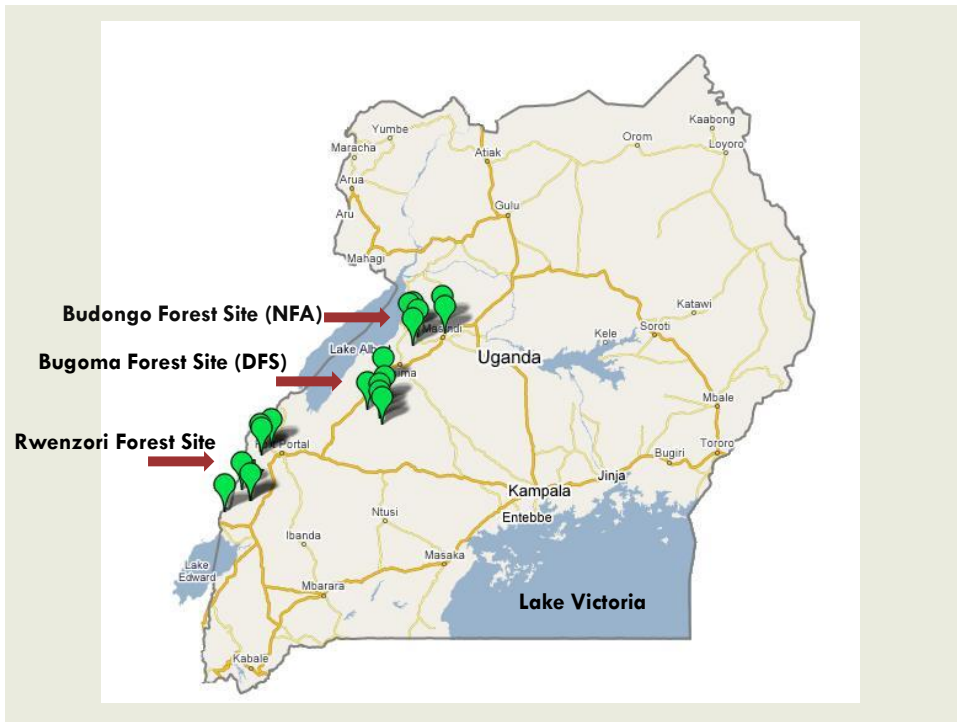 Kaabong
Yumbe
Orom
Loyoro
Maracha
Atiak
Arua
Aru
Gulu
Mahagi
Budongo Forest Site (NFA)
Katawi
Masindi
Kele
Soroti
Lake
Uganda
Bugoma Forest Site (DFS)
Mbale
Rwenzori Forest Site
Portal
Tororo
Bugiri
Jinja
Kampala
Ntusi
Entebbe
Ibanda
Masaka
Lake
Edward
Mbarara
Lake Victoria
Kabale